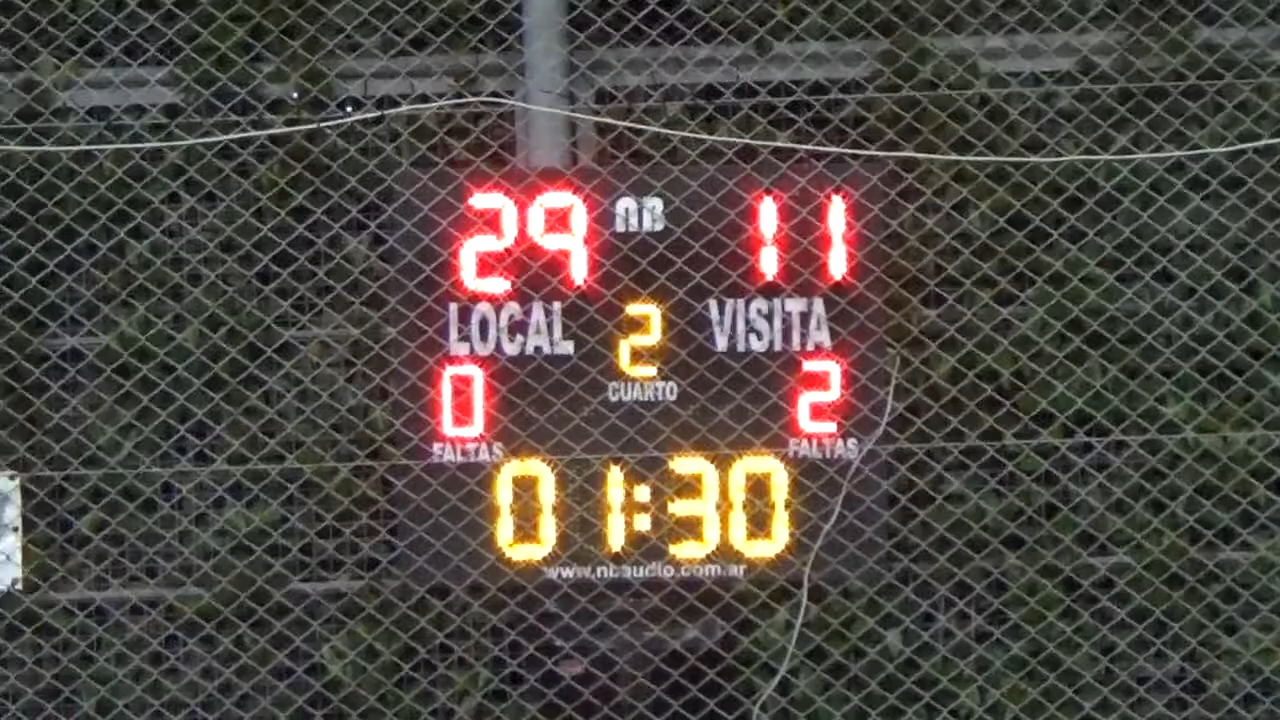 29 NB 11
LOCAL 2 VISITA
CUARTO
0 2
FALTAS FALTAS
01:30
www.nbaudio.com.ar